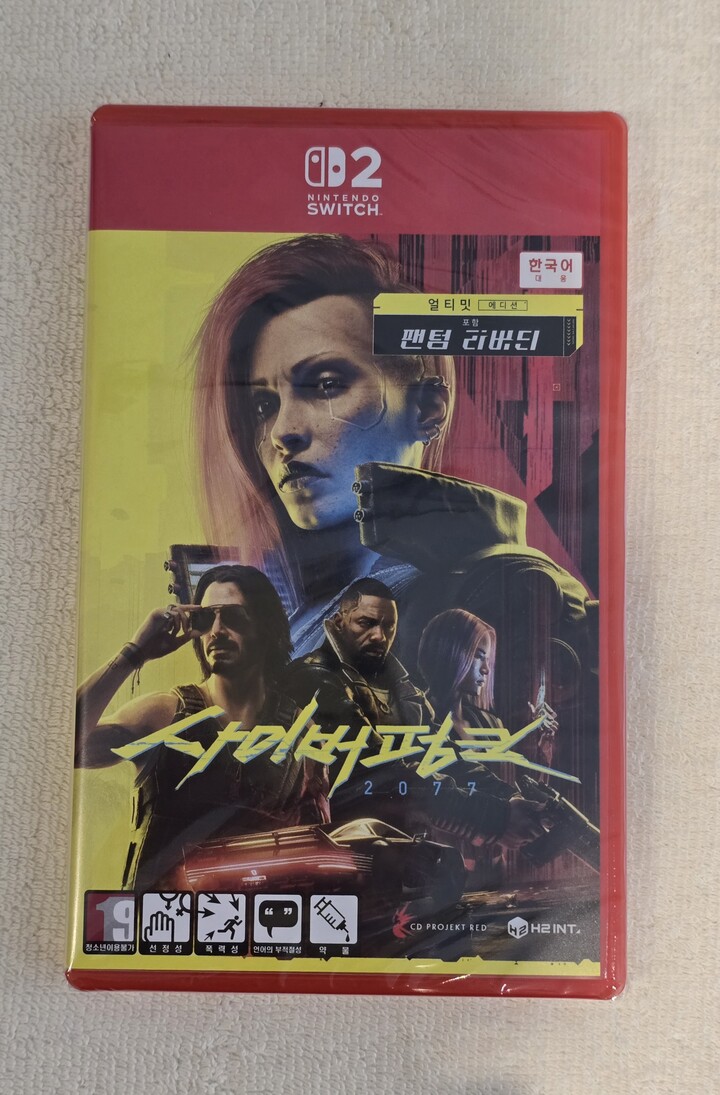 2
NINTENDO
SWITCH™
한국어
대 응
얼티밋 에디션
포함
팬텀 리버티
사이버펑크
2077
19
청소년이용불가
선정성
폭력성
언어의 부적절성
약 물
CD PROJEKT RED
H2 INT.